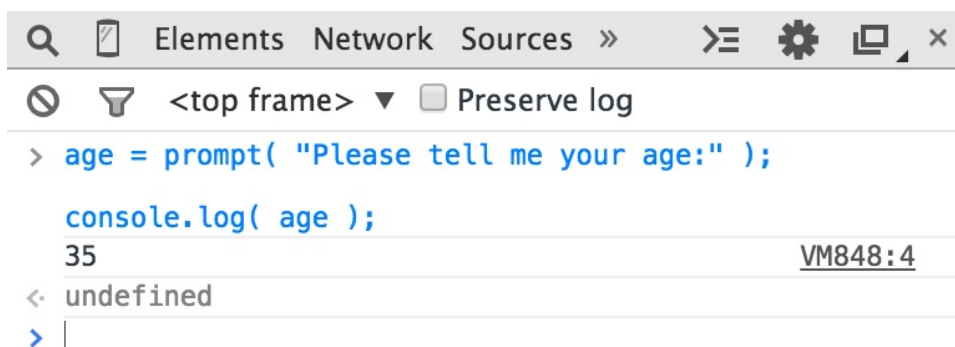 Elements Network Sources »
<top frame> ▼ Preserve log
> age = prompt( "Please tell me your age:" );
console.log( age );
35 VM848:4
<· undefined
>